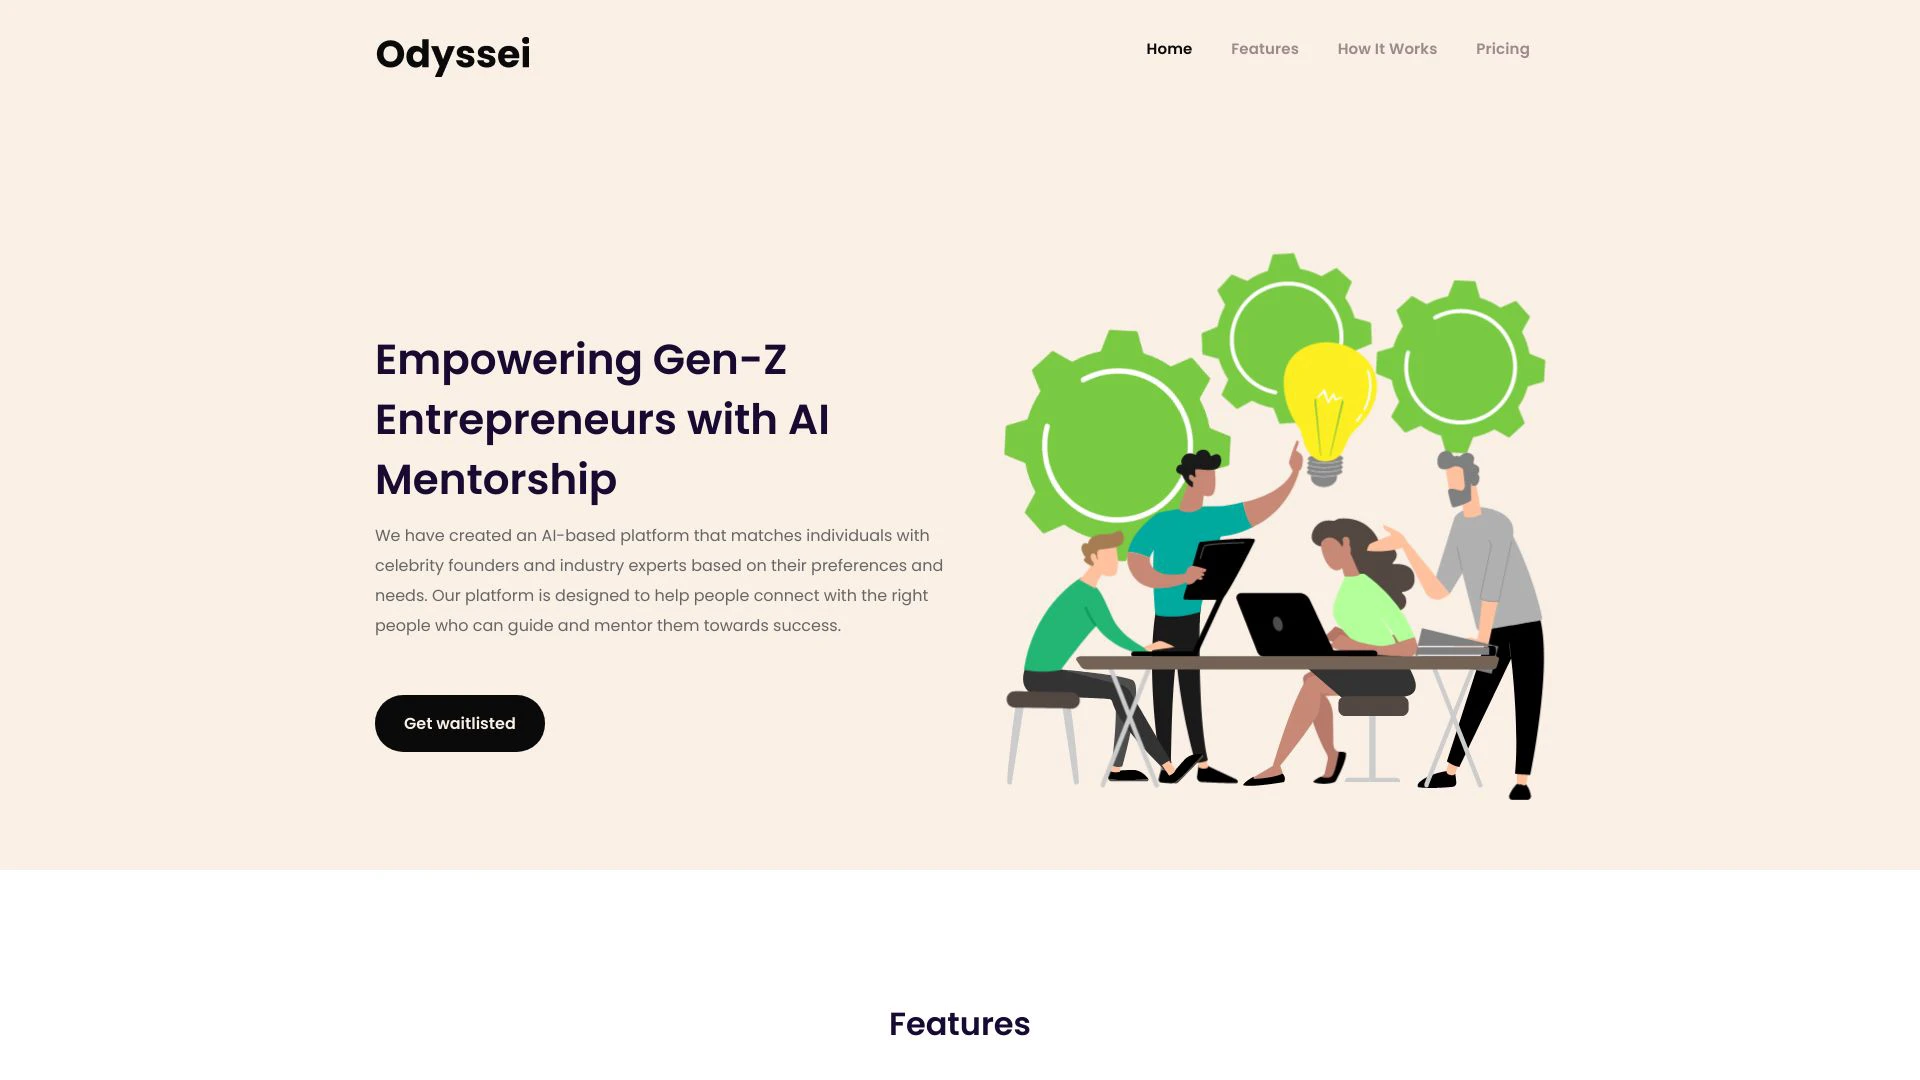 Odyssei
Home
Features
How It Works
Pricing
Empowering Gen-Z
Entrepreneurs with AI
Mentorship
We have created an AI-based platform that matches individuals with
celebrity founders and industry experts based on their preferences and
needs. Our platform is designed to help people connect with the right
people who can guide and mentor them towards success.
Get waitlisted
Features